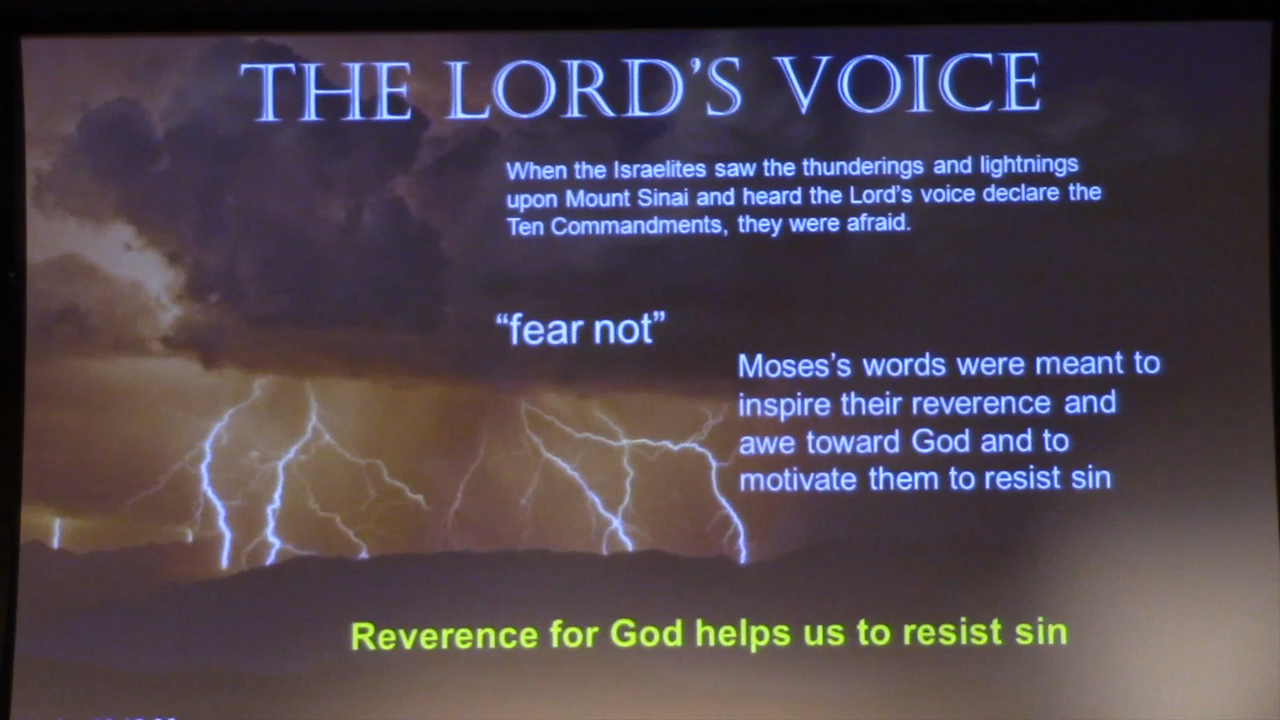 THE LORD'S VOICE
When the Israelites saw the thunderings and lightnings
upon Mount Sinai and heard the Lord's voice declare the
Ten Commandments, they were afraid.
“fear not”
Moses's words were meant to
inspire their reverence and
awe toward God and to
motivate them to resist sin
Reverence for God helps us to resist sin